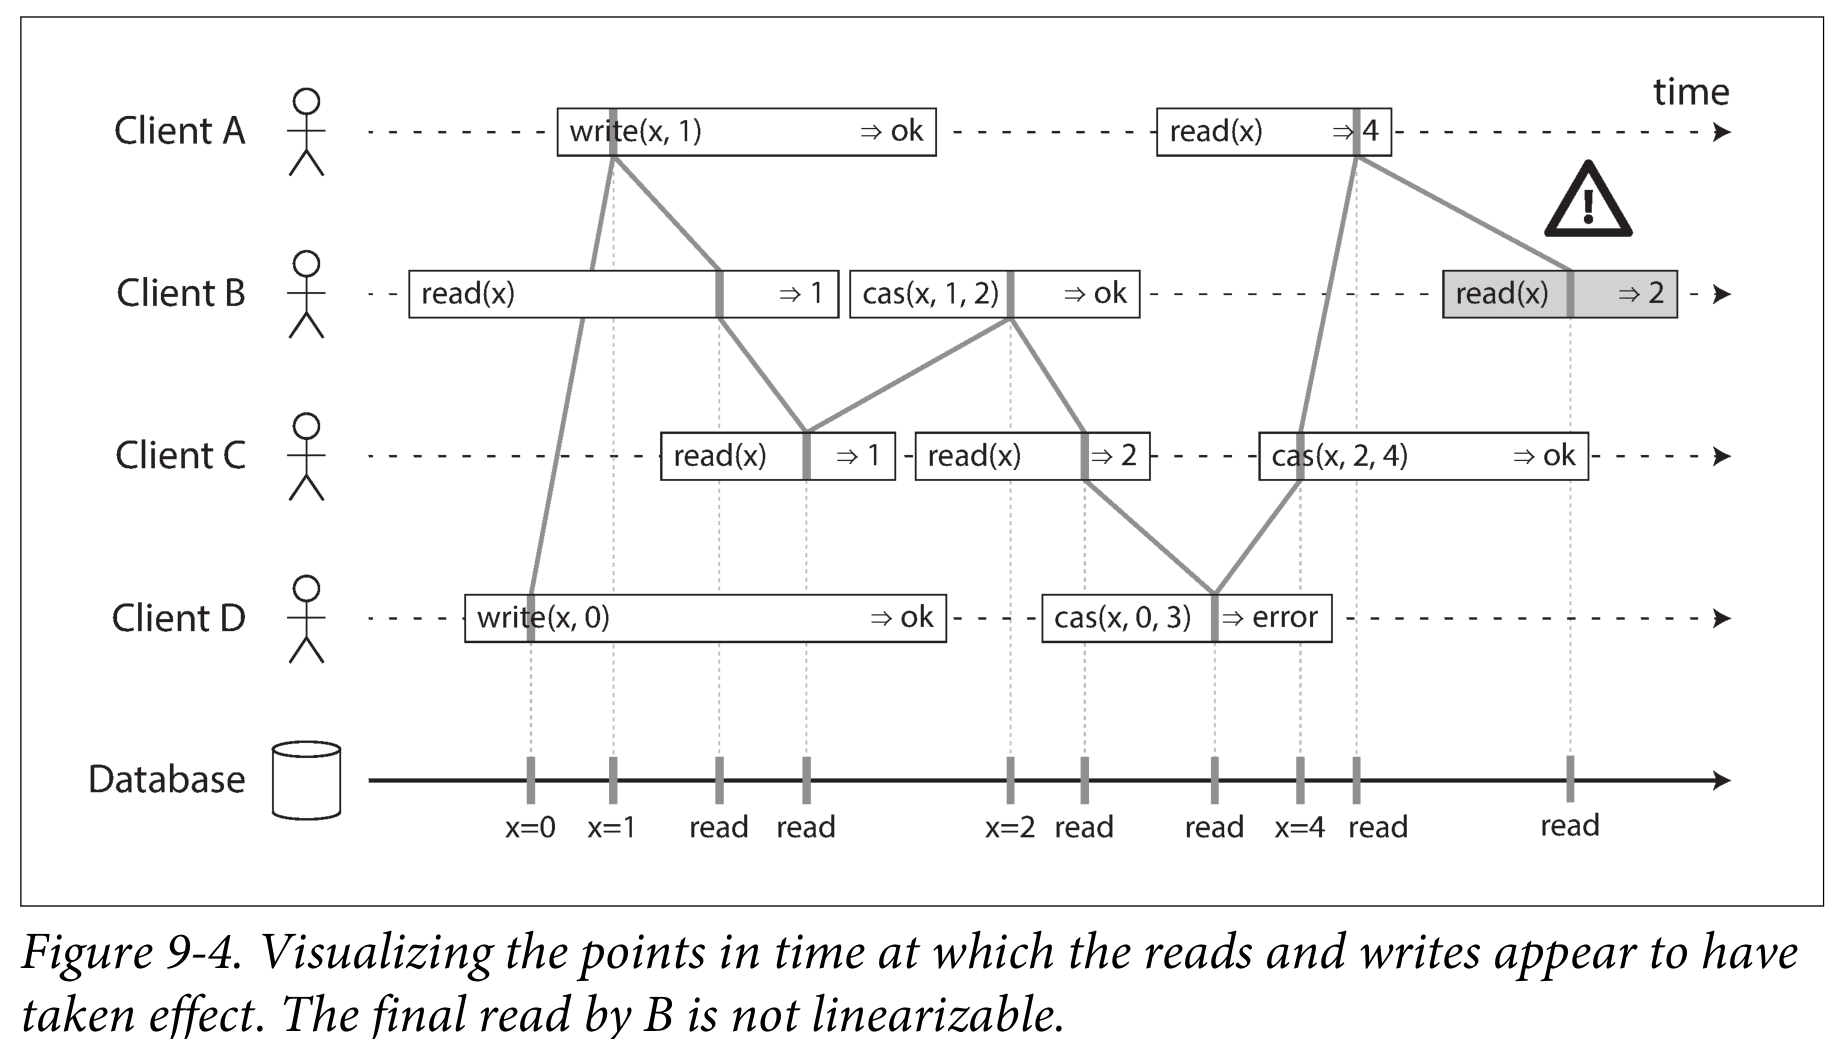 time
Client A
write(x, 1) ⇒ ok
read(x) ⇒ 4
!
Client B
read(x) ⇒ 1
cas(x, 1, 2) ⇒ ok
read(x) ⇒ 2
Client C
read(x) ⇒ 1
read(x) ⇒ 2
cas(x, 2, 4) ⇒ ok
Client D
write(x, 0) ⇒ ok
cas(x, 0, 3) ⇒ error
Database
x=0 x=1 read read x=2 read read x=4 read read
Figure 9-4. Visualizing the points in time at which the reads and writes appear to have
taken effect. The final read by B is not linearizable.